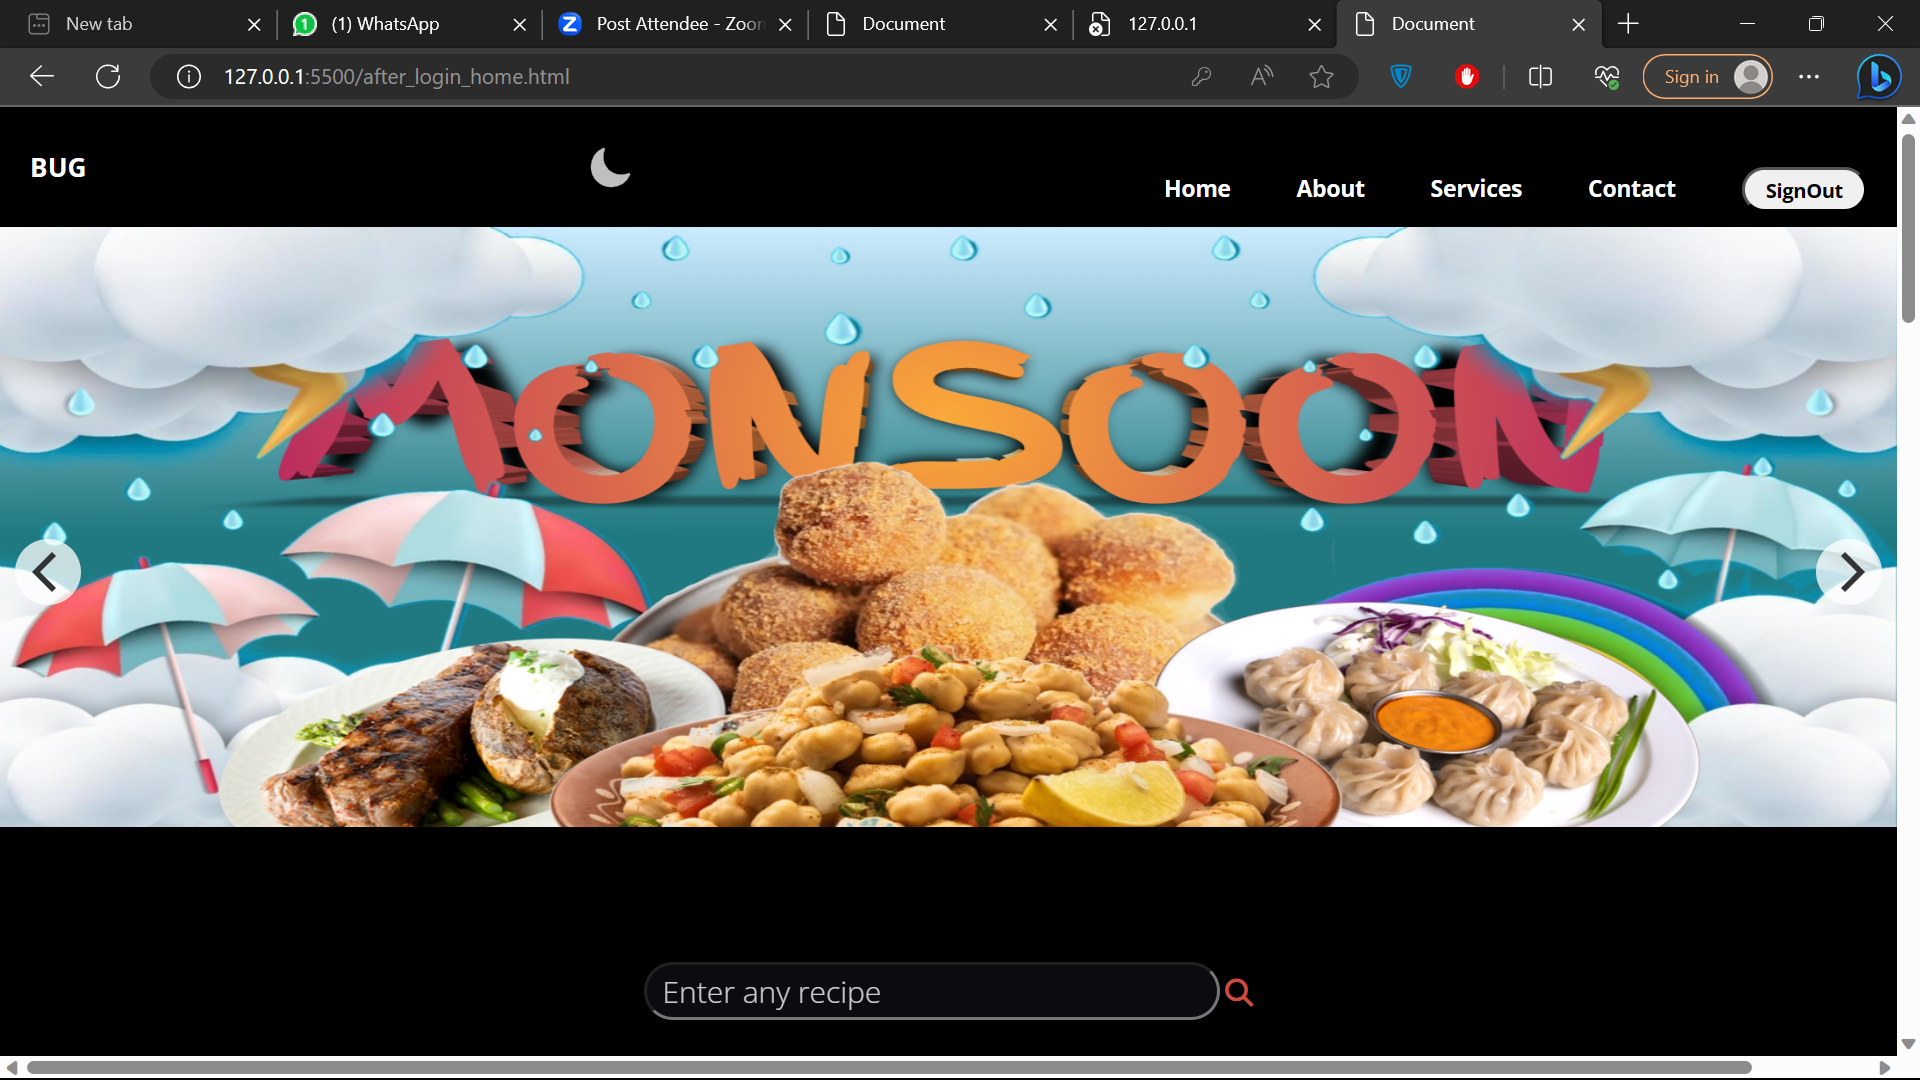 New tab
(1) WhatsApp
Post Attendee - Zoon
Document
127.0.0.1
Document
127.0.0.1:5500/after_login_home.html
Sign in
BUG
Home
About
Services
Contact
SignOut
MONSOON
Enter any recipe